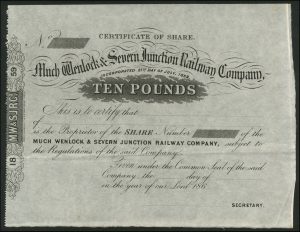 CERTIFICATE OF SHARE.
No.
Much Wenlock & Severn Junction Railway Company,
INCORPORATED 21ST DAY OF JULY, 1859.
TEN POUNDS
This is to certify that
of
is the Proprietor of the SHARE Number of the
MUCH WENLOCK & SEVERN JUNCTION RAILWAY COMPANY, subject to
the Regulations of the said Company.
Given under the Common Seal of the said
Company, the day of
in the year of our Lord 186
SECRETARY.
18 M.W.& S.J.R.Co. 59